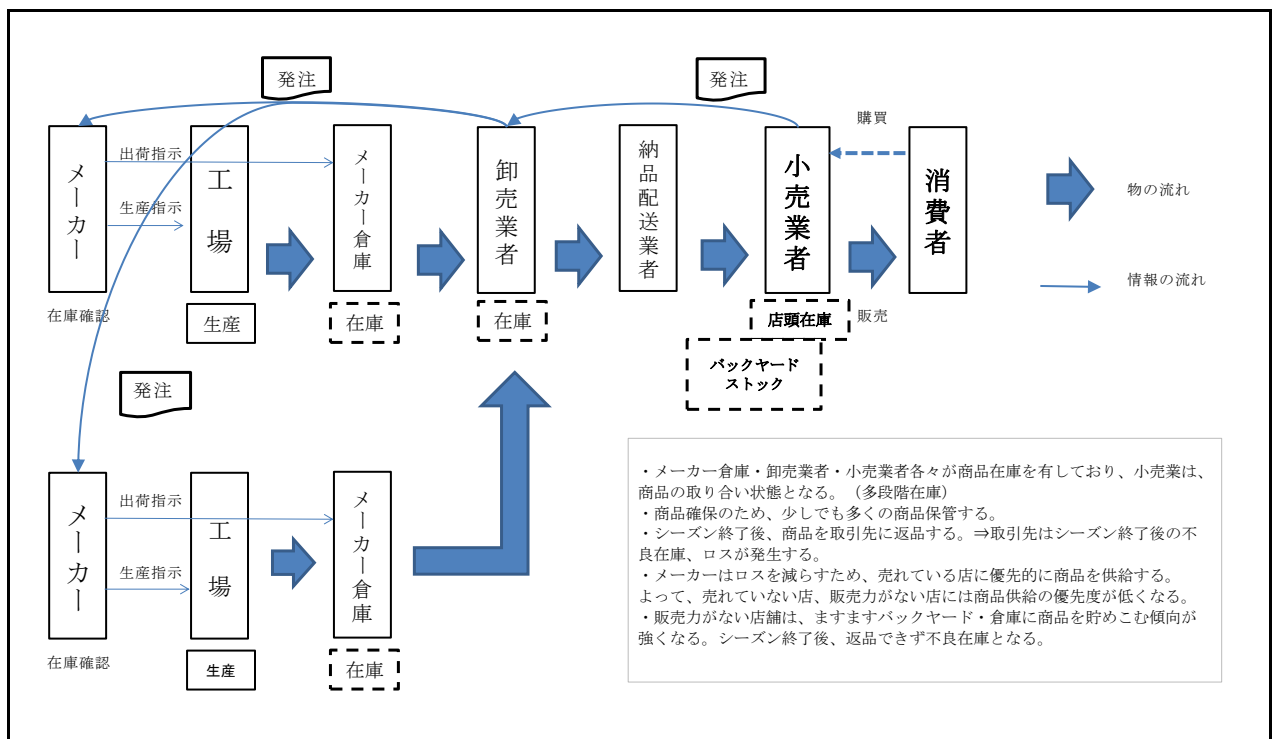 発注
発注
購買
メーカー
出荷指示
生産指示
在庫確認
工場
生産
メーカー倉庫
在庫
卸売業者
在庫
納品配送業者
小売業者
店頭在庫
バックヤード
ストック
販売
消費者
物の流れ
情報の流れ
発注
メーカー
出荷指示
生産指示
在庫確認
工場
生産
メーカー倉庫
在庫
・メーカー倉庫・卸売業者・小売業者各々が商品在庫を有しており、小売業は、
商品の取り合い状態となる。（多段階在庫）
・商品確保のため、少しでも多くの商品保管する。
・シーズン終了後、商品を取引先に返品する。⇒取引先はシーズン終了後の不
良在庫、ロスが発生する。
・メーカーはロスを減らすため、売れている店に優先的に商品を供給する。
よって、売れていない店、販売力がない店には商品供給の優先度が低くなる。
・販売力がない店舗は、ますますバックヤード・倉庫に商品を貯めこむ傾向が
強くなる。シーズン終了後、返品できず不良在庫となる。